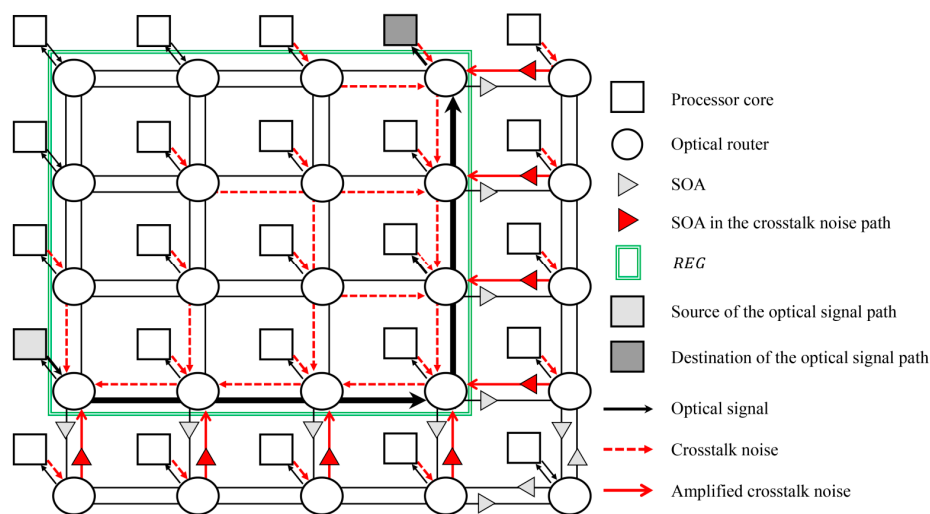 Processor core
Optical router
SOA
SOA in the crosstalk noise path
REG
Source of the optical signal path
Destination of the optical signal path
Optical signal
Crosstalk noise
Amplified crosstalk noise